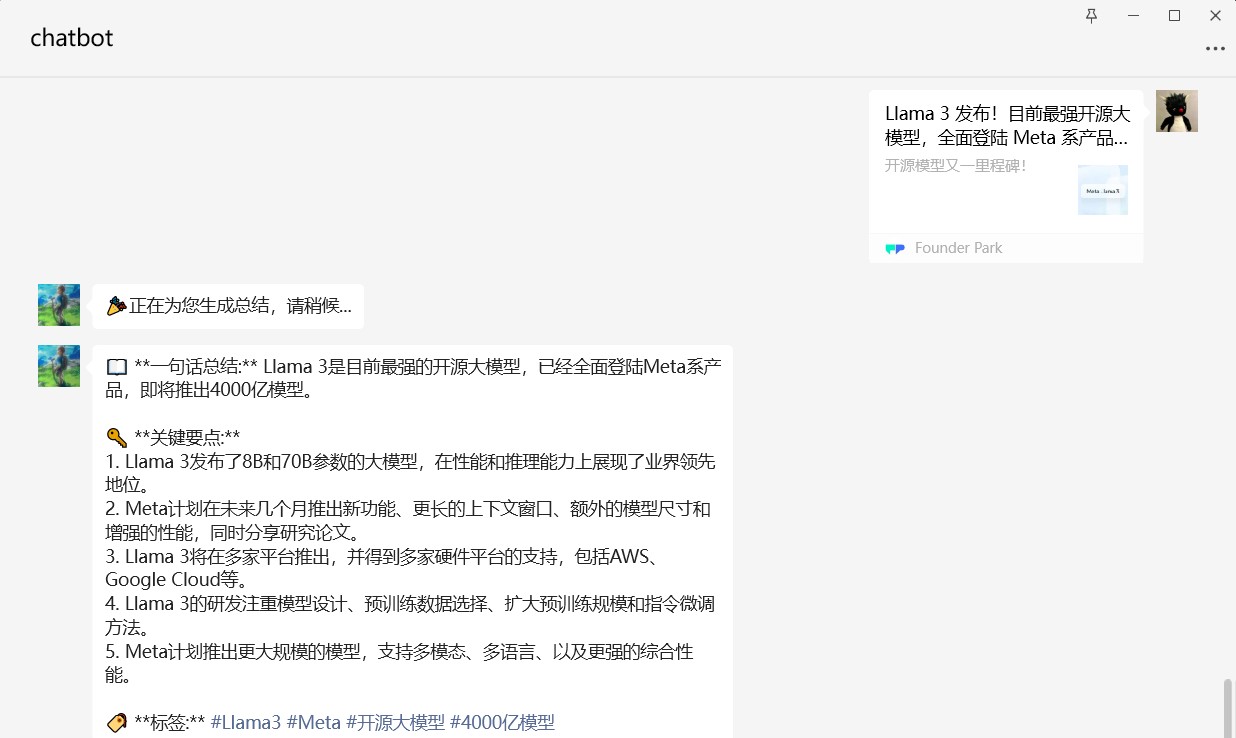 chatbot
Llama 3 发布！目前最强开源大
模型，全面登陆 Meta 系产品...
开源模型又一里程碑！
Meta Llama 3
Founder Park
正在为您生成总结，请稍候...
**一句话总结:** Llama 3是目前最强的开源大模型，已经全面登陆Meta系产
品，即将推出4000亿模型。
**关键要点:**
1. Llama 3发布了8B和70B参数的大模型，在性能和推理能力上展现了业界领先
地位。
2. Meta计划在未来几个月推出新功能、更长的上下文窗口、额外的模型尺寸和
增强的性能，同时分享研究论文。
3. Llama 3将在多家平台推出，并得到多家硬件平台的支持，包括AWS、
Google Cloud等。
4. Llama 3的研发注重模型设计、预训练数据选择、扩大预训练规模和指令微调
方法。
5. Meta计划推出更大规模的模型，支持多模态、多语言、以及更强的综合性
能。
**标签:** #Llama3 #Meta #开源大模型 #4000亿模型